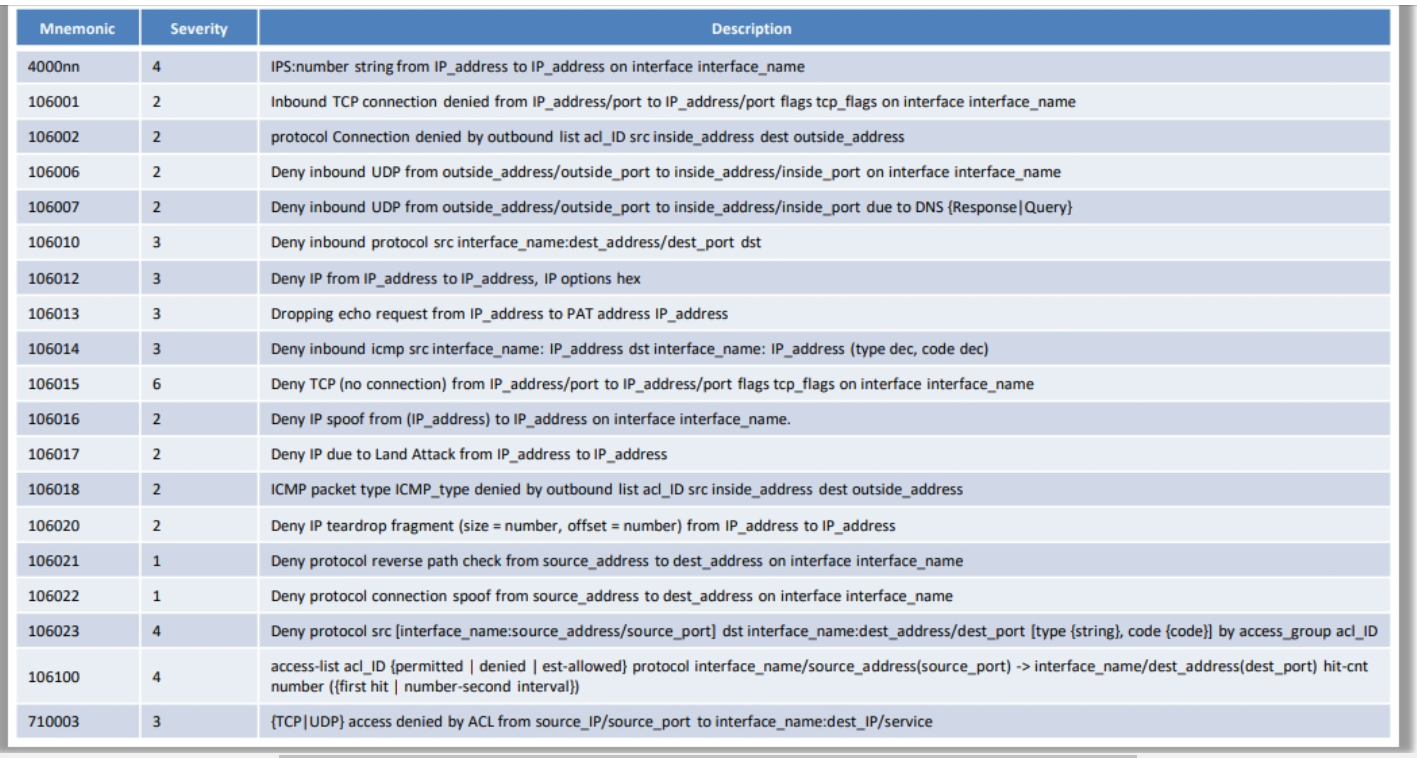 Mnemonic Severity Description
4000nn 4 IPS:number string from IP_address to IP_address on interface interface_name
106001 2 Inbound TCP connection denied from IP_address/port to IP_address/port flags tcp_flags on interface interface_name
106002 2 protocol Connection denied by outbound list acl_ID src inside_address dest outside_address
106006 2 Deny inbound UDP from outside_address/outside_port to inside_address/inside_port on interface interface_name
106007 2 Deny inbound UDP from outside_address/outside_port to inside_address/inside_port due to DNS {Response|Query}
106010 3 Deny inbound protocol src interface_name:dest_address/dest_port dst
106012 3 Deny IP from IP_address to IP_address, IP options hex
106013 3 Dropping echo request from IP_address to PAT address IP_address
106014 3 Deny inbound icmp src interface_name: IP_address dst interface_name: IP_address (type dec, code dec)
106015 6 Deny TCP (no connection) from IP_address/port to IP_address/port flags tcp_flags on interface interface_name
106016 2 Deny IP spoof from (IP_address) to IP_address on interface interface_name.
106017 2 Deny IP due to Land Attack from IP_address to IP_address
106018 2 ICMP packet type ICMP_type denied by outbound list acl_ID src inside_address dest outside_address
106020 2 Deny IP teardrop fragment (size = number, offset = number) from IP_address to IP_address
106021 1 Deny protocol reverse path check from source_address to dest_address on interface interface_name
106022 1 Deny protocol connection spoof from source_address to dest_address on interface interface_name
106023 4 Deny protocol src [interface_name:source_address/source_port] dst interface_name:dest_address/dest_port [type {string}, code {code}] by access_group acl_ID
106100 4 access-list acl_ID {permitted | denied | est-allowed} protocol interface_name/source_address(source_port) -> interface_name/dest_address(dest_port) hit-cnt
number ({first hit | number-second interval})
710003 3 {TCP|UDP} access denied by ACL from source_IP/source_port to interface_name:dest_IP/service